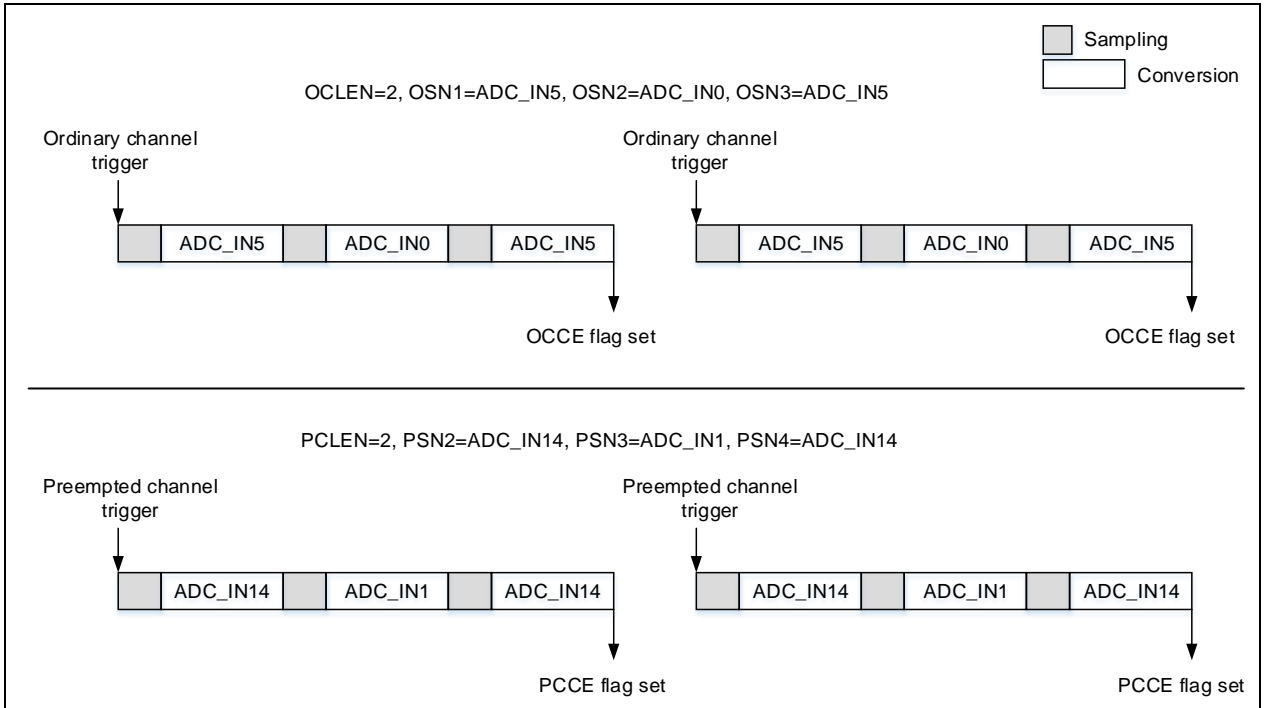 Sampling
Conversion
OCLEN=2, OSN1=ADC_IN5, OSN2=ADC_IN0, OSN3=ADC_IN5
Ordinary channel
trigger
Ordinary channel
trigger
ADC_IN5 ADC_IN0 ADC_IN5 ADC_IN5 ADC_IN0 ADC_IN5
OCCE flag set OCCE flag set
PCLEN=2, PSN2=ADC_IN14, PSN3=ADC_IN1, PSN4=ADC_IN14
Preempted channel
trigger
Preempted channel
trigger
ADC_IN14 ADC_IN1 ADC_IN14 ADC_IN14 ADC_IN1 ADC_IN14
PCCE flag set PCCE flag set